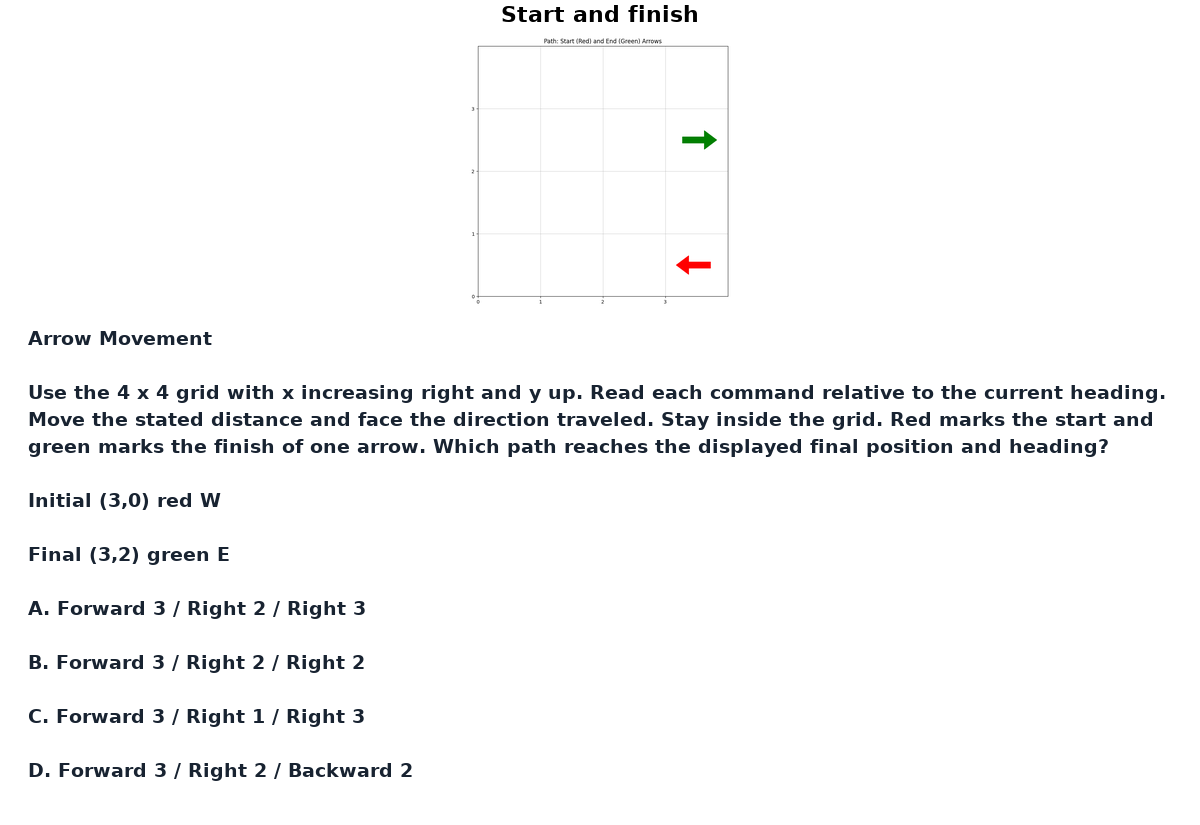 Start and finish
Path: Start (Red) and End (Green) Arrows
3
2
1
0
0 1 2 3
Arrow Movement
Use the 4 x 4 grid with x increasing right and y up. Read each command relative to the current heading.
Move the stated distance and face the direction traveled. Stay inside the grid. Red marks the start and
green marks the finish of one arrow. Which path reaches the displayed final position and heading?
Initial (3,0) red W
Final (3,2) green E
A. Forward 3 / Right 2 / Right 3
B. Forward 3 / Right 2 / Right 2
C. Forward 3 / Right 1 / Right 3
D. Forward 3 / Right 2 / Backward 2